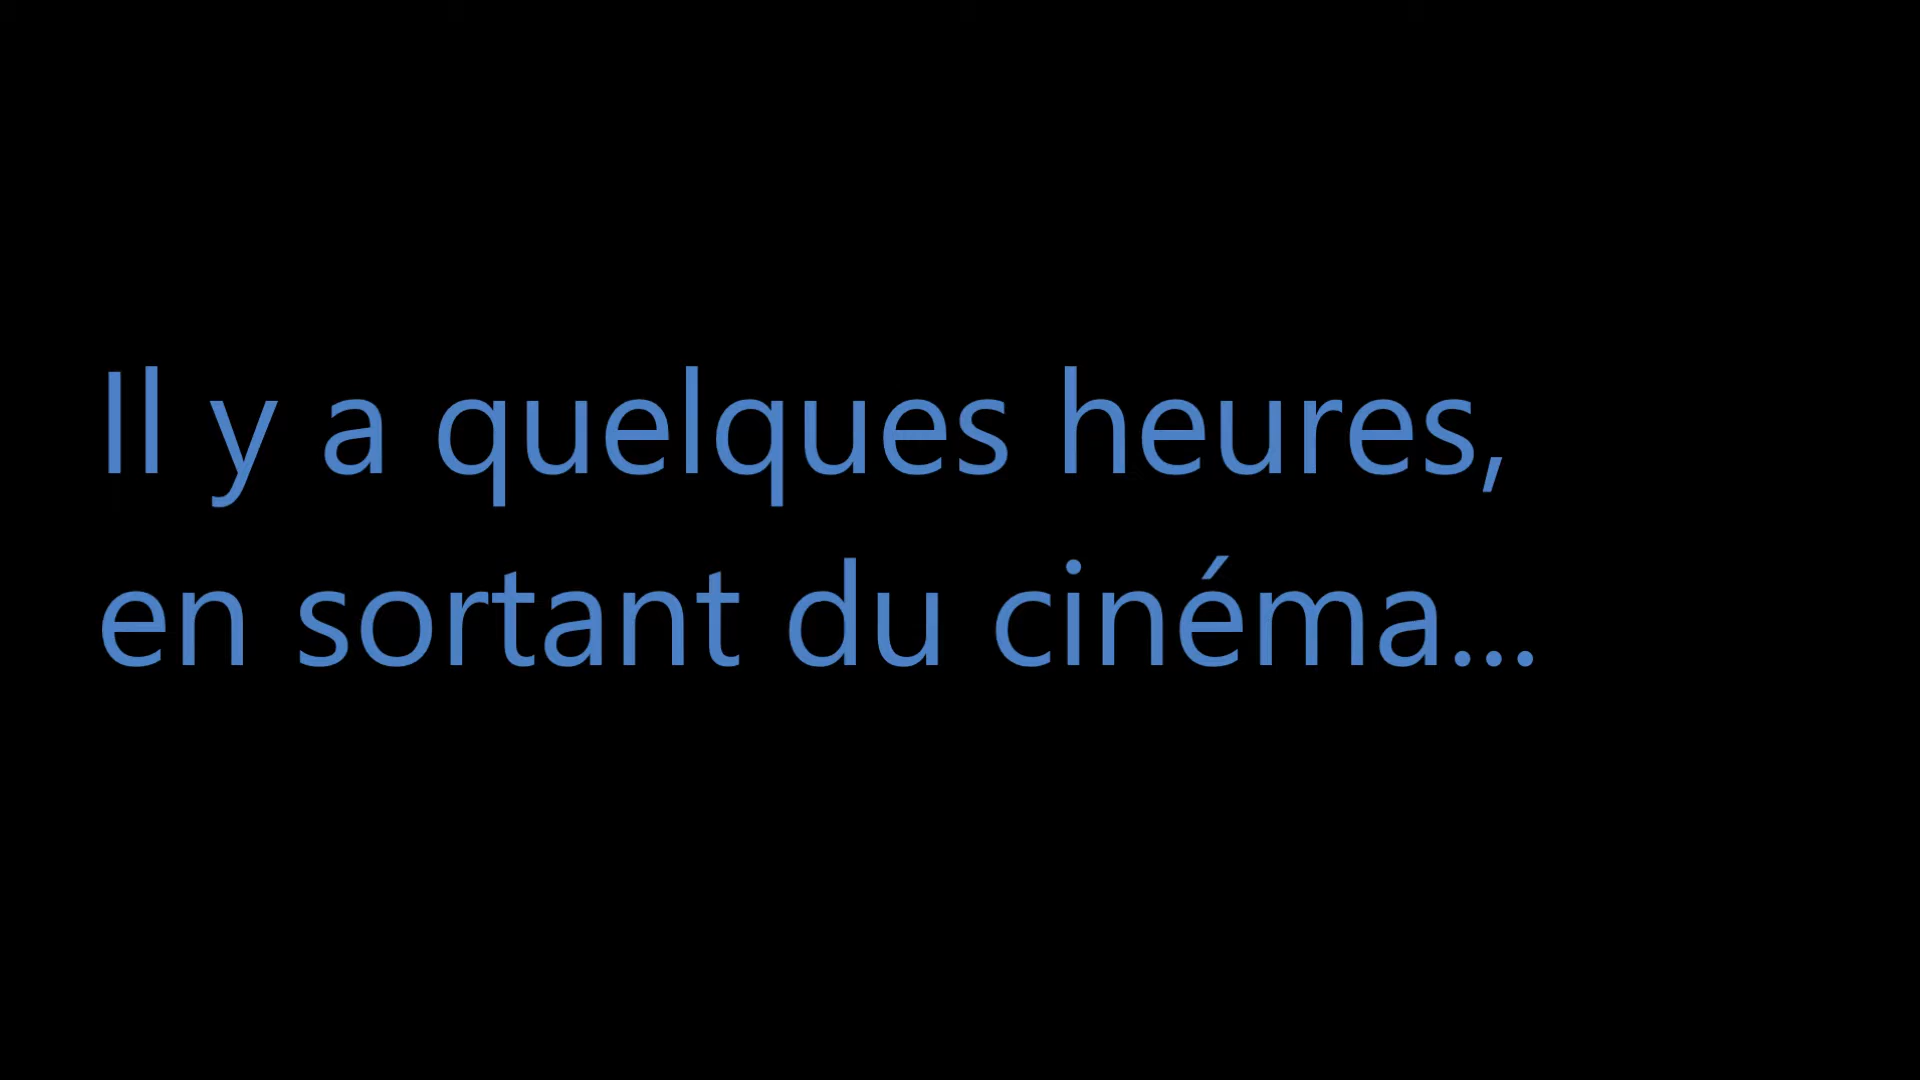 Il y a quelques heures,
en sortant du cinéma...